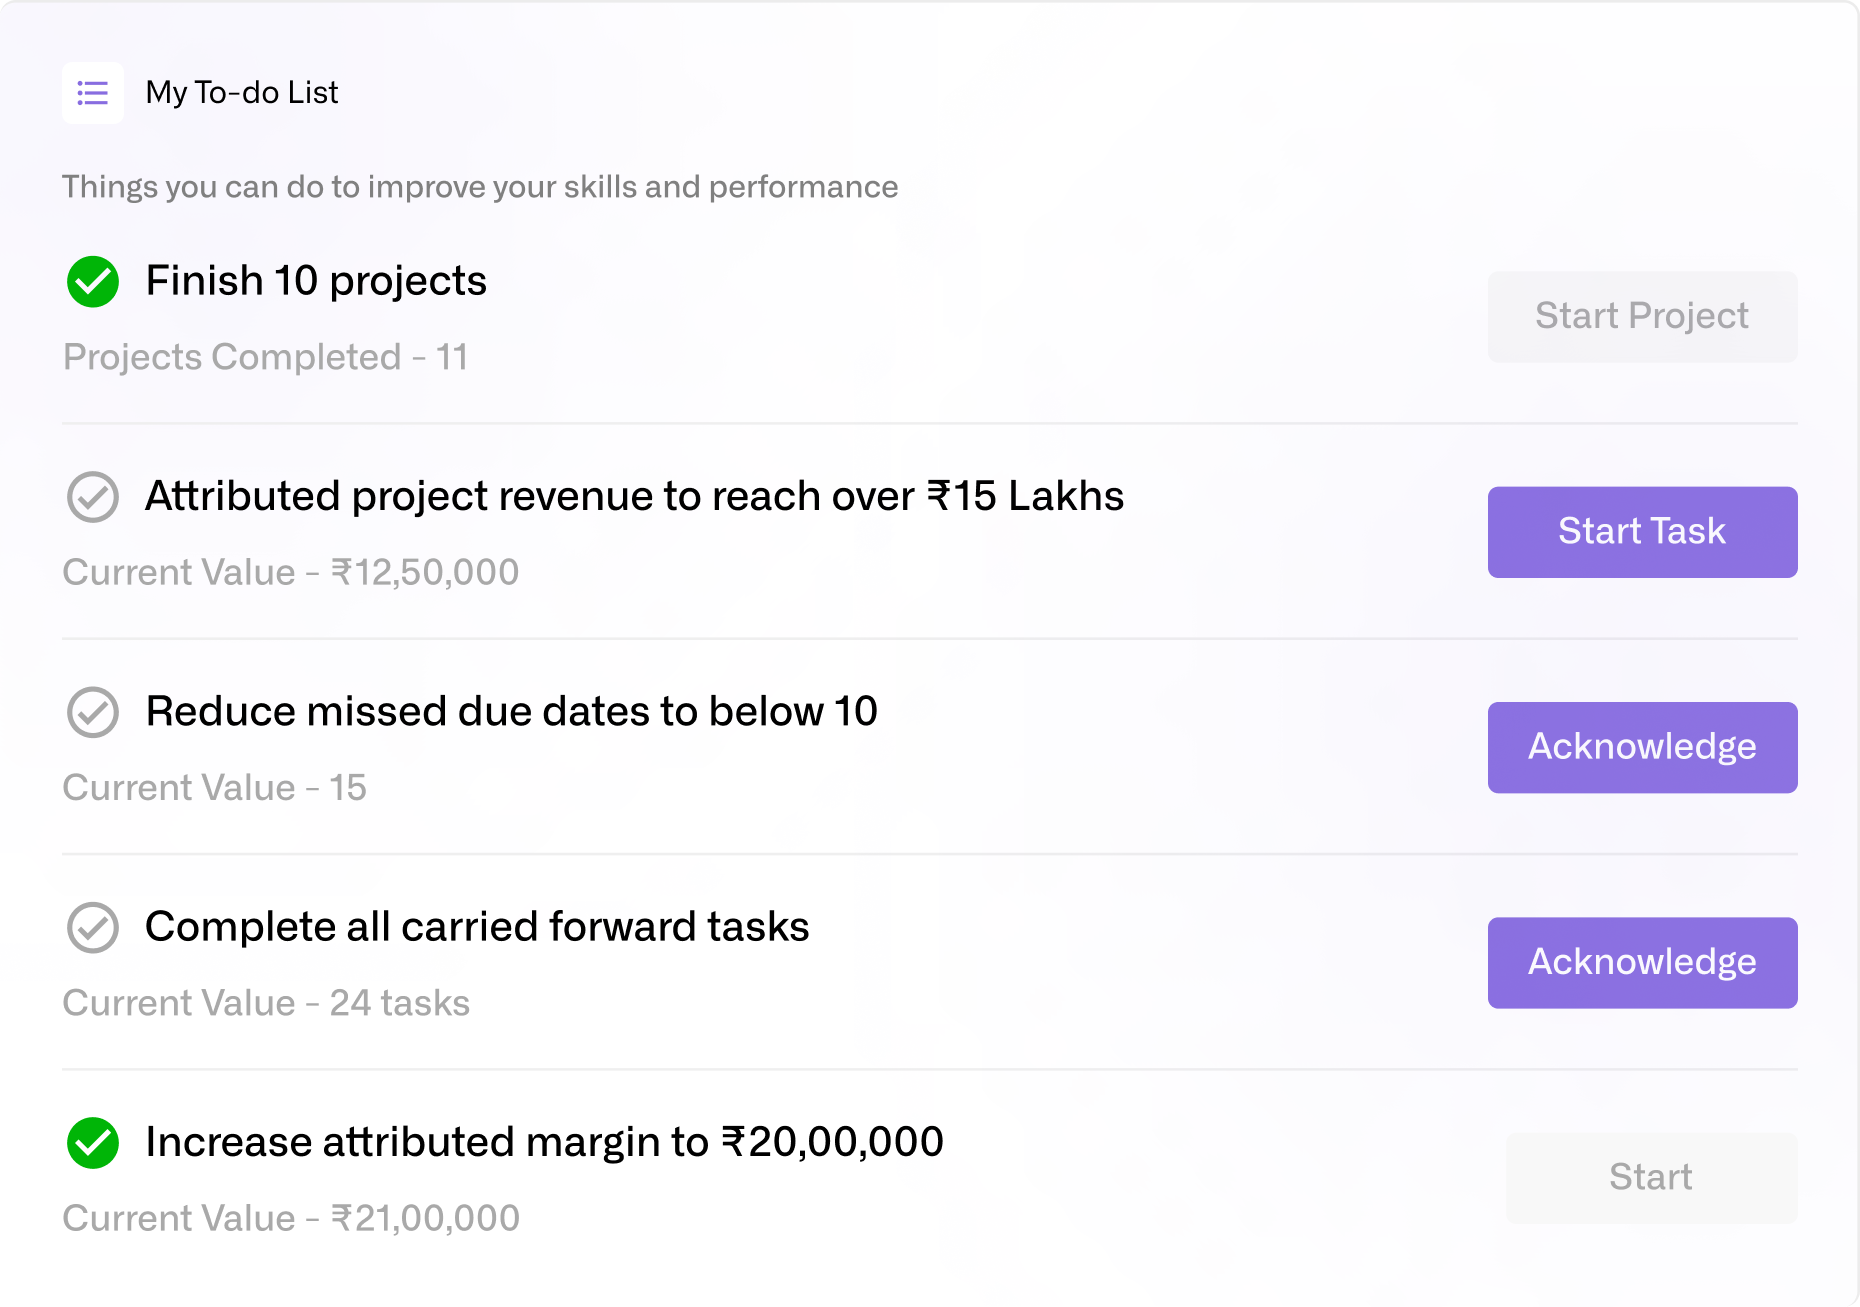 My To-do List
Things you can do to improve your skills and performance
Finish 10 projects
Projects Completed - 11
Start Project
Attributed project revenue to reach over ₹15 Lakhs
Current Value - ₹12,50,000
Start Task
Reduce missed due dates to below 10
Current Value - 15
Acknowledge
Complete all carried forward tasks
Current Value - 24 tasks
Acknowledge
Increase attributed margin to ₹20,00,000
Current Value - ₹21,00,000
Start